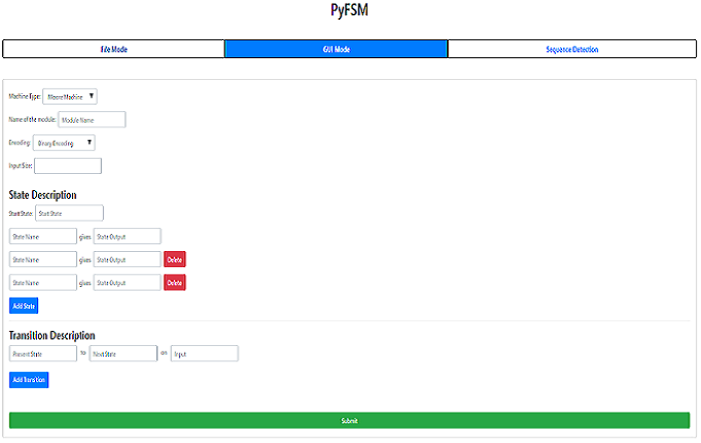 PyFSM
File Mode GUI Mode Sequence Detection
Machine Type: Moore Machine
Name of the module: Module Name
Encoding: Binary Encoding
Input Size:
State Description
Start State: Start State
State Name gives State Output
State Name gives State Output Delete
State Name gives State Output Delete
Add State
Transition Description
Present State to Next State on Input
Add Transition
Submit